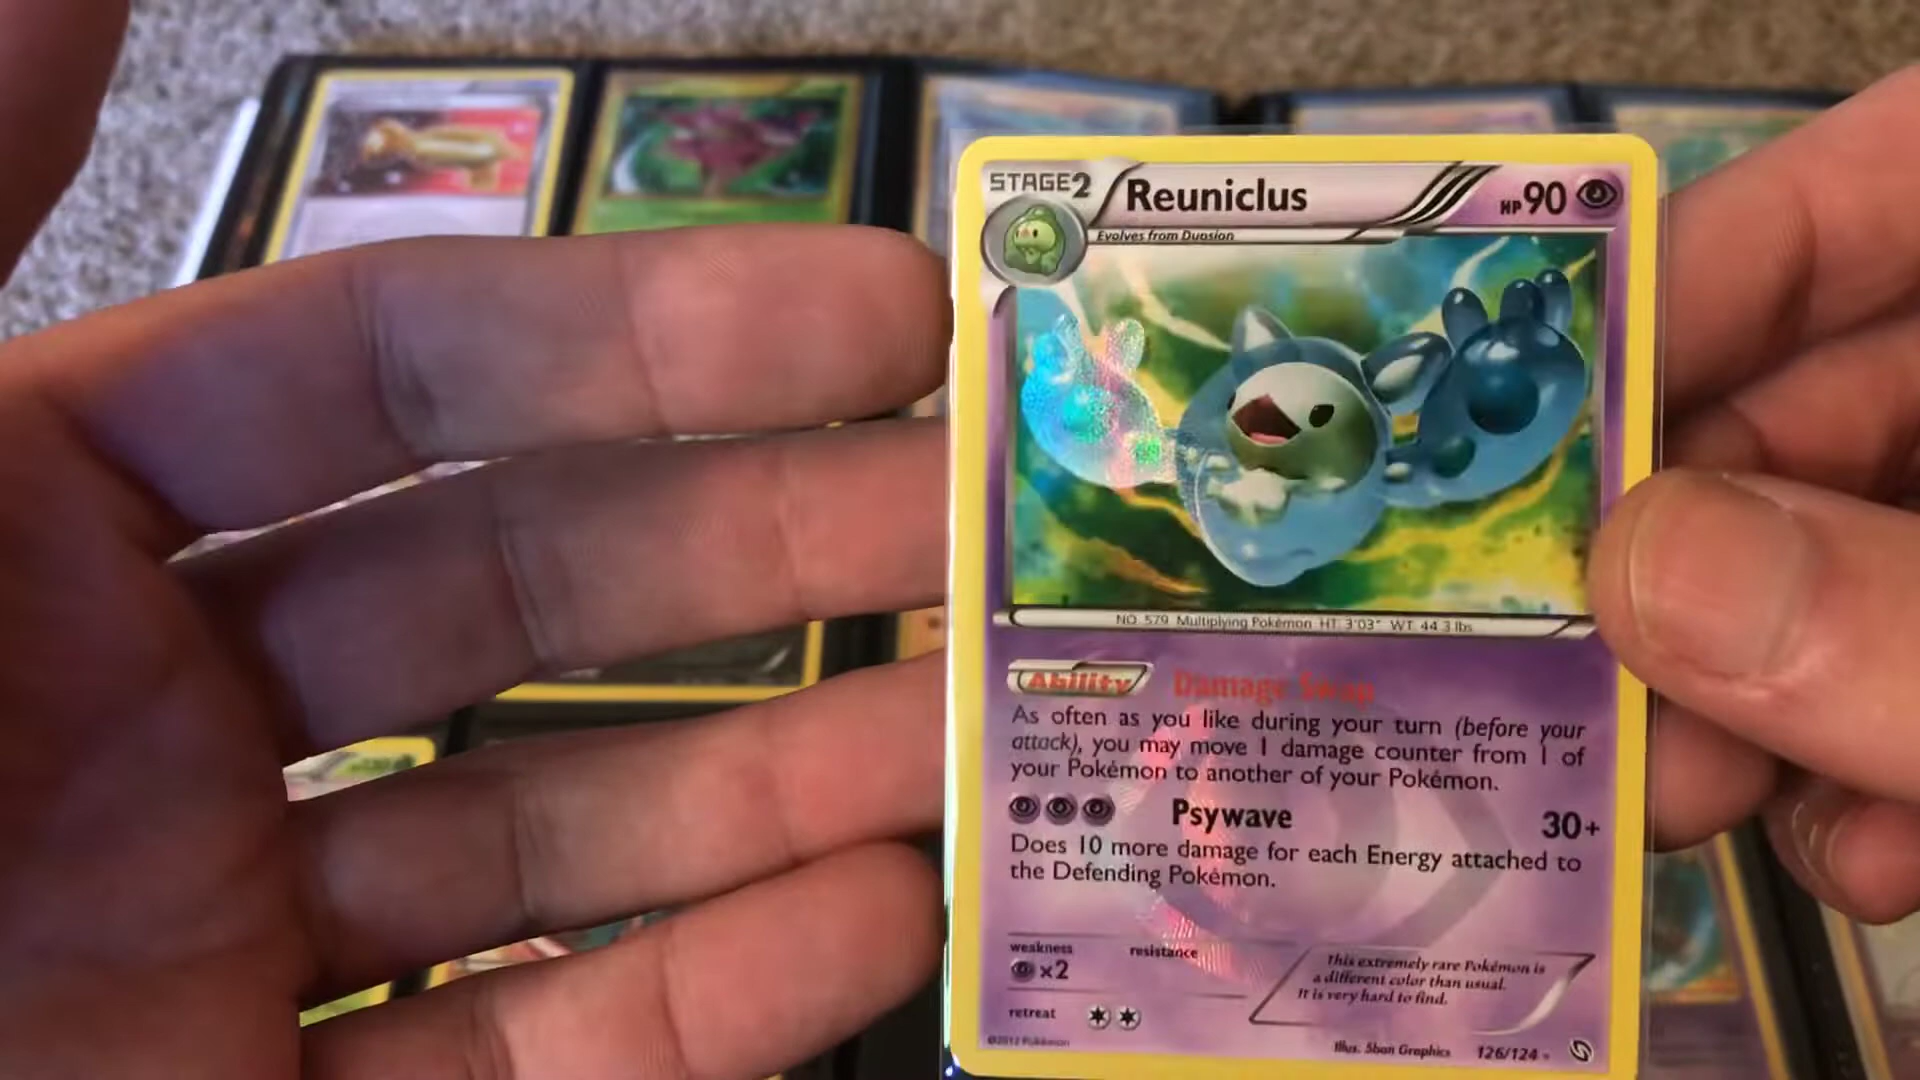 STAGE2
Reuniclus
HP 90
Evolves from Duosion
NO. 579 Multiplying Pokémon HT: 3'03" WT: 44.3 lbs
Ability Damage Swap
As often as you like during your turn (before your
attack), you may move 1 damage counter from 1 of
your Pokémon to another of your Pokémon.
Psywave 30+
Does 10 more damage for each Energy attached to
the Defending Pokémon.
weakness
×2
resistance
retreat
This extremely rare Pokémon is
a different color than usual.
It is very hard to find.
©2012 Pokémon
Illus. 5ban Graphics
126/124